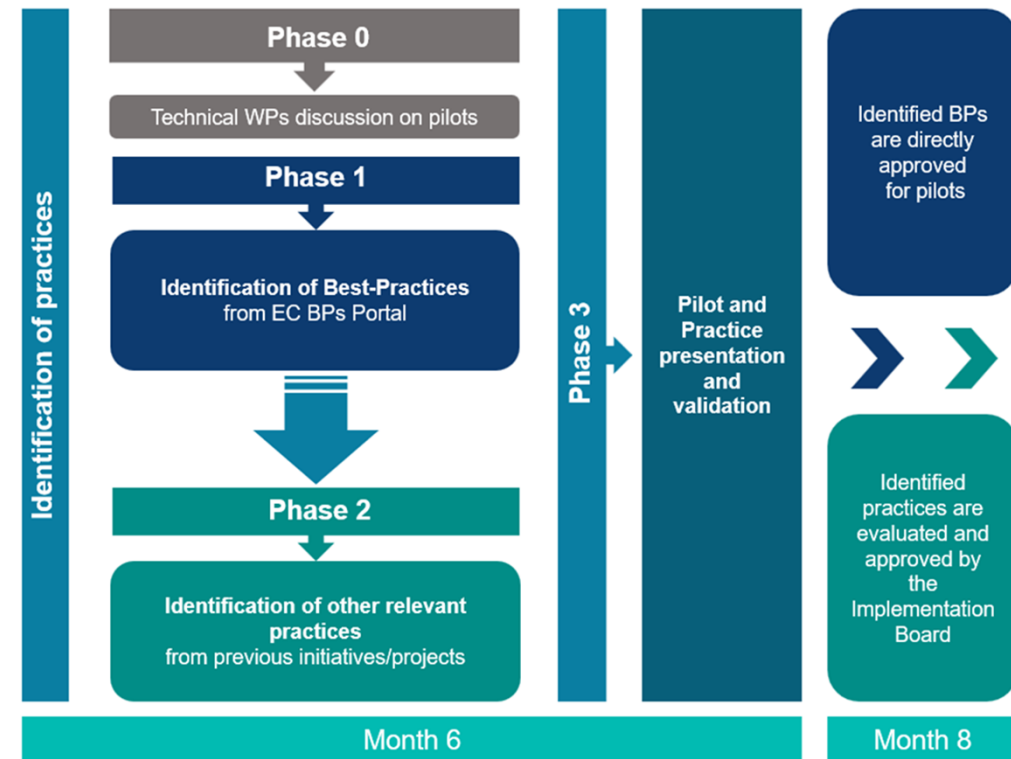 Identification of practices
Phase 0
Technical WPs discussion on pilots
Phase 1
Identification of Best-Practices
from EC BPs Portal
Phase 2
Identification of other relevant
practices
from previous initiatives/projects
Phase 3
Pilot and
Practice
presentation
and
validation
Identified BPs
are directly
approved
for pilots
Identified
practices are
evaluated and
approved by
the
Implementation
Board
Month 6
Month 8